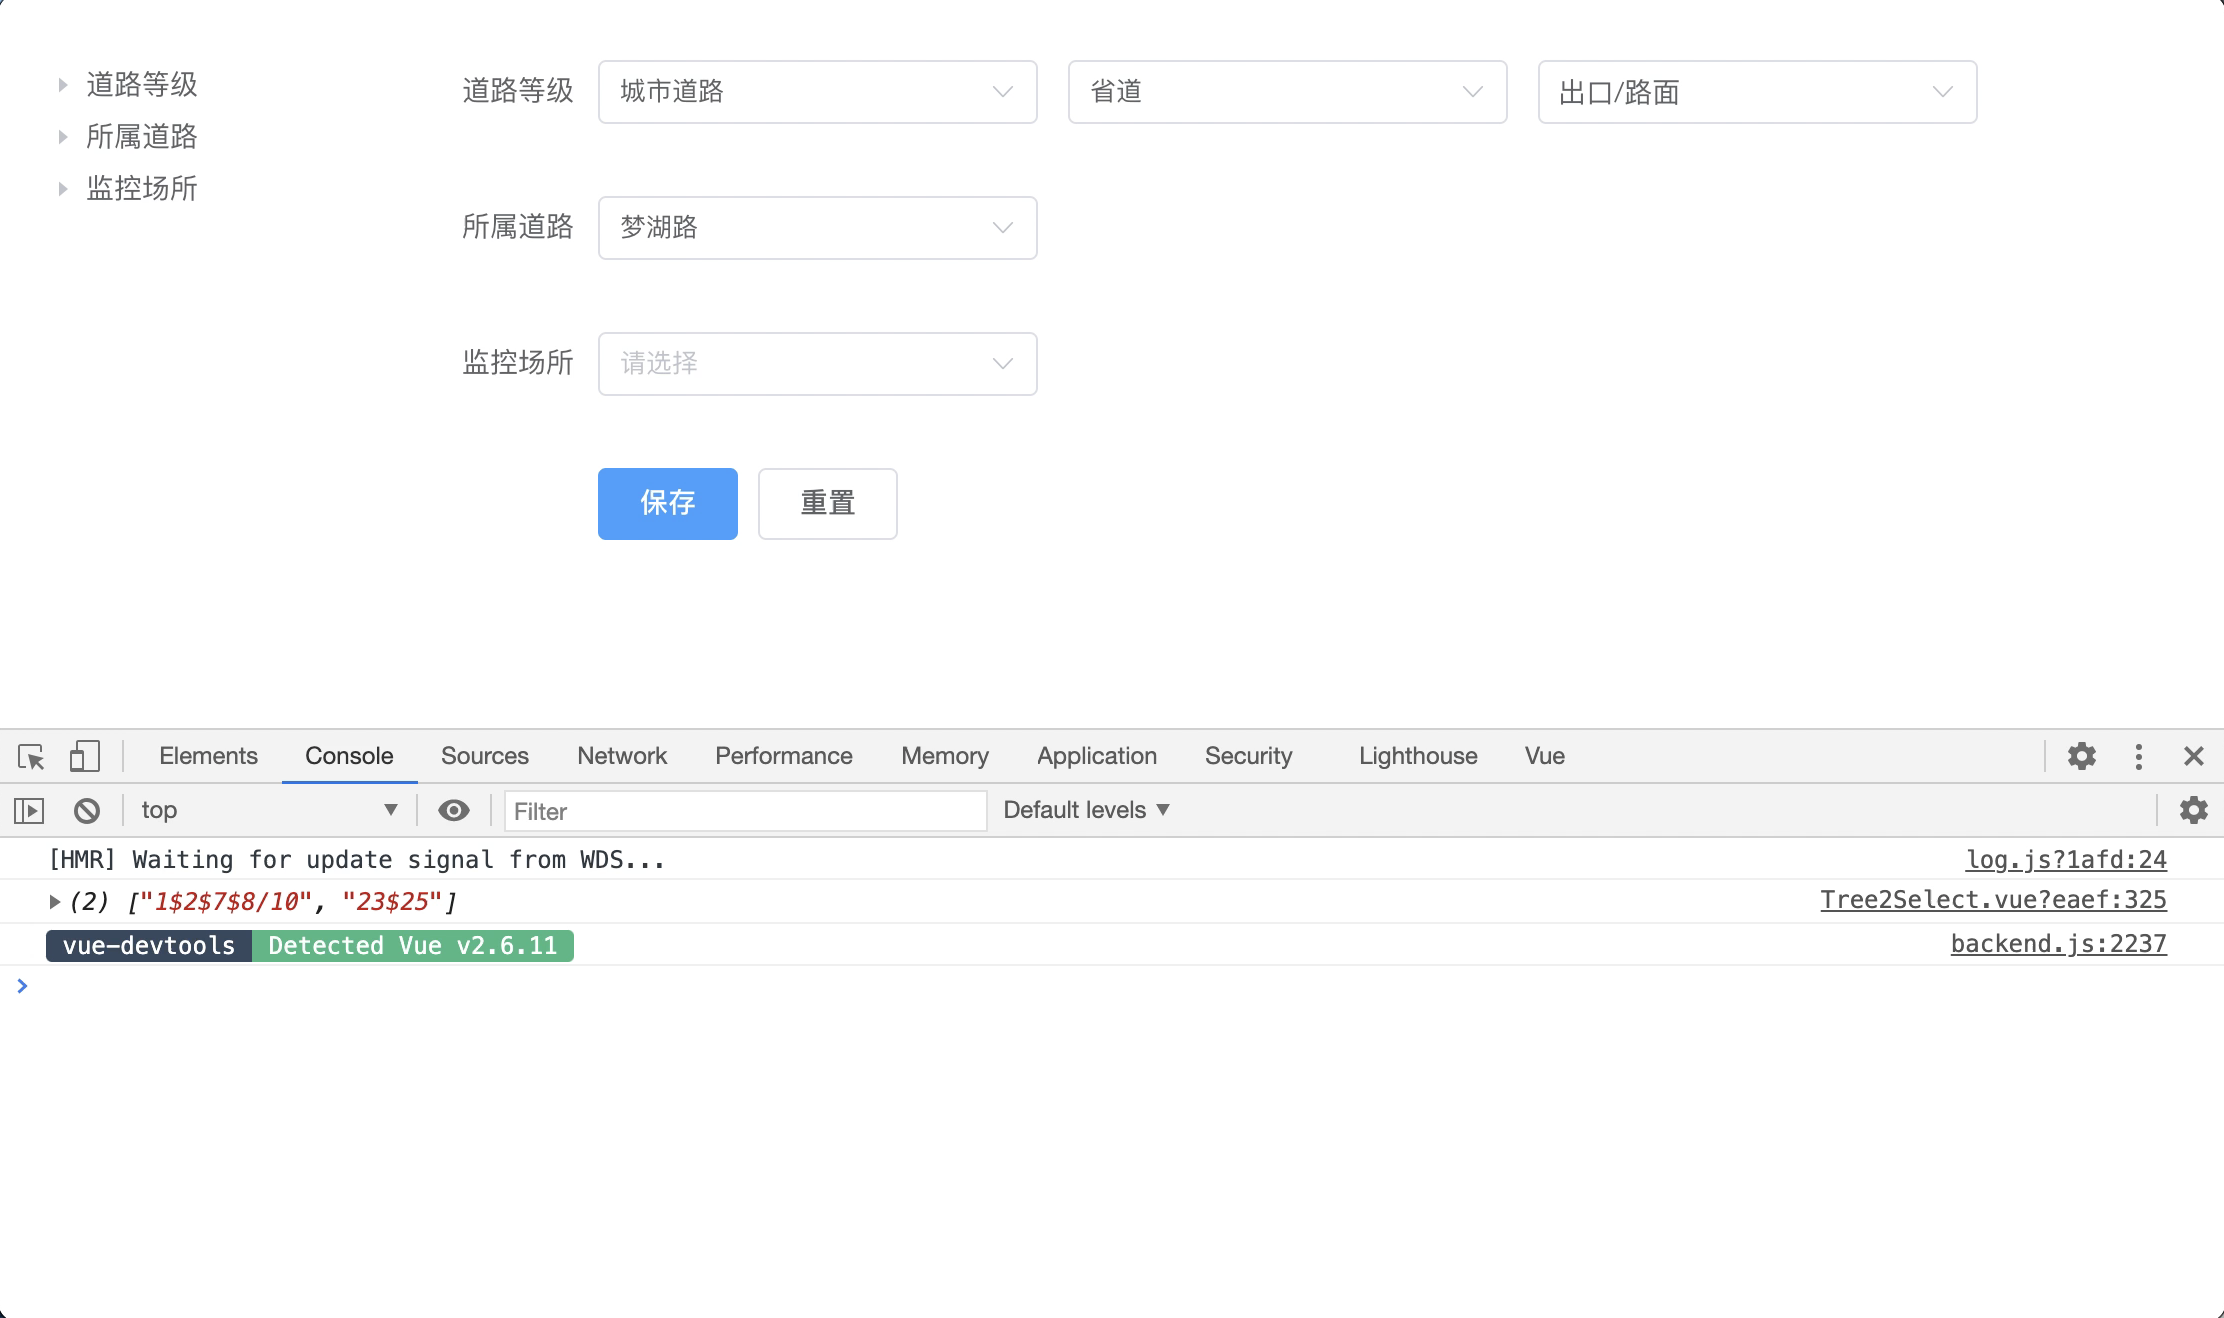 道路等级
所属道路
监控场所
道路等级 城市道路 省道 出口/路面
所属道路 梦湖路
监控场所 请选择
保存 重置
Elements Console Sources Network Performance Memory Application Security Lighthouse Vue
top Filter Default levels
[HMR] Waiting for update signal from WDS... log.js?1afd:24
(2) ["1$2$7$8/10", "23$25"] Tree2Select.vue?eaef:325
vue-devtools Detected Vue v2.6.11 backend.js:2237